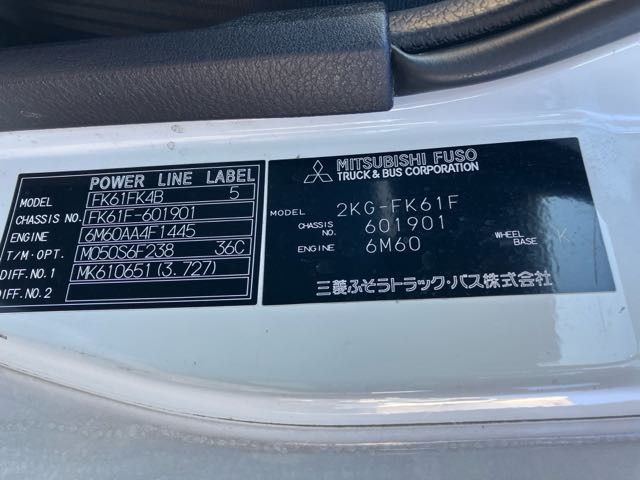 POWER LINE LABEL
MODEL FK61FK4B 5
CHASSIS NO. FK61F-601901
ENGINE 6M60AA4F1445
T/M·OPT. M050S6F238 36C
DIFF.NO.1 MK610651 (3.727)
DIFF.NO.2
MITSUBISHI FUSO
TRUCK & BUS CORPORATION
MODEL 2KG-FK61F
CHASSIS 601901
ENGINE 6M60
WHEEL BASE K
三菱ふそうトラック・バス株式会社